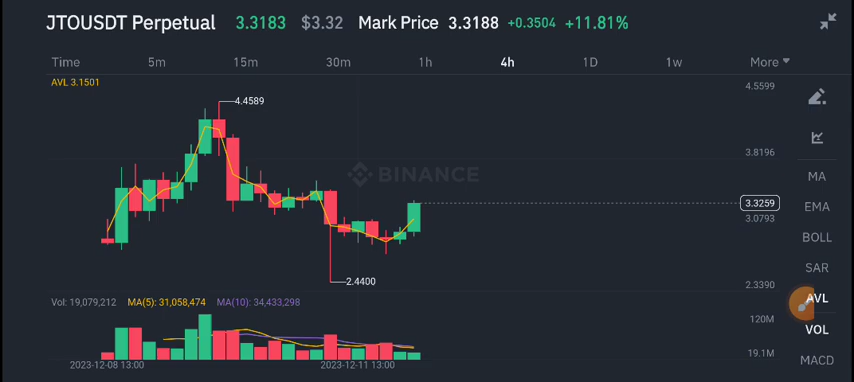 JTOUSDT Perpetual 3.3183 $3.32 Mark Price 3.3188 +0.3504 +11.81%
Time 5m 15m 30m 1h 4h 1D 1w More
AVL 3.1501
4.5599
4.4589
3.8196
BINANCE
MA
3.3259
EMA
3.0793
BOLL
SAR
2.4400
2.3390
Vol: 19,079,212 MA(5): 31,058,474 MA(10): 34,433,298
AVL
120M
VOL
19.1M
MACD
2023-12-08 13:00 2023-12-11 13:00